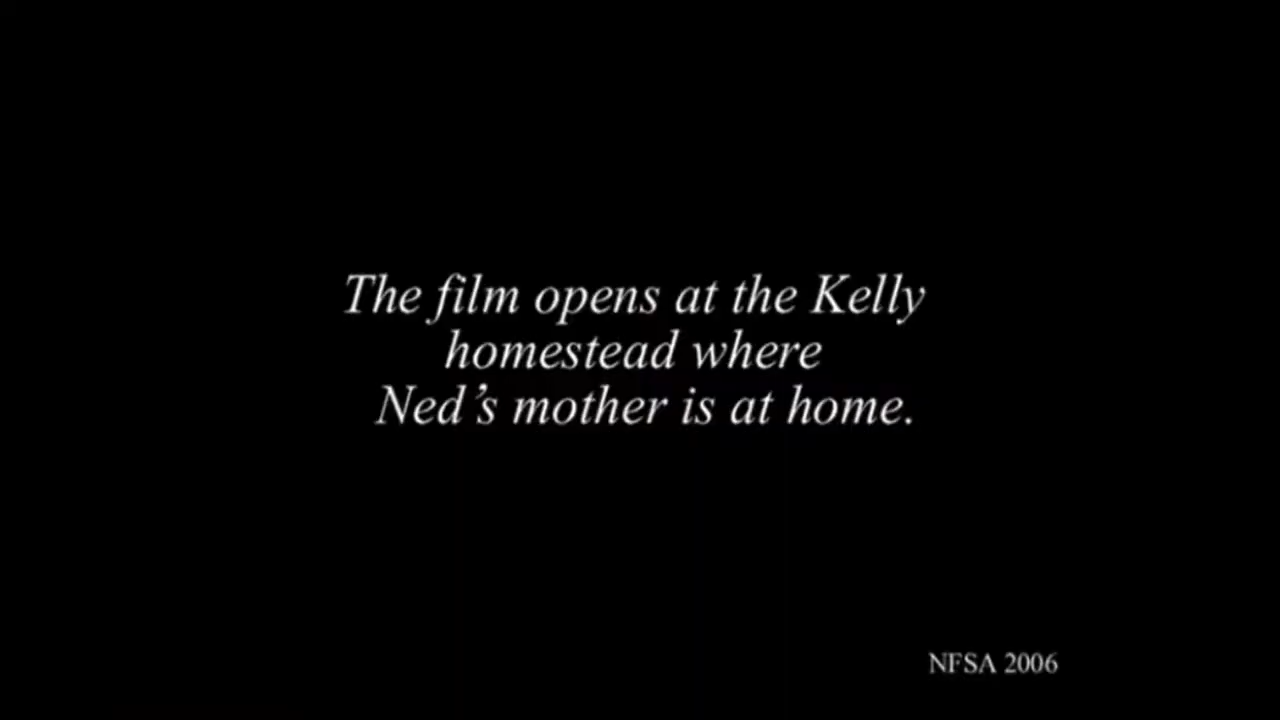 The film opens at the Kelly
homestead where
Ned’s mother is at home.
NFSA 2006